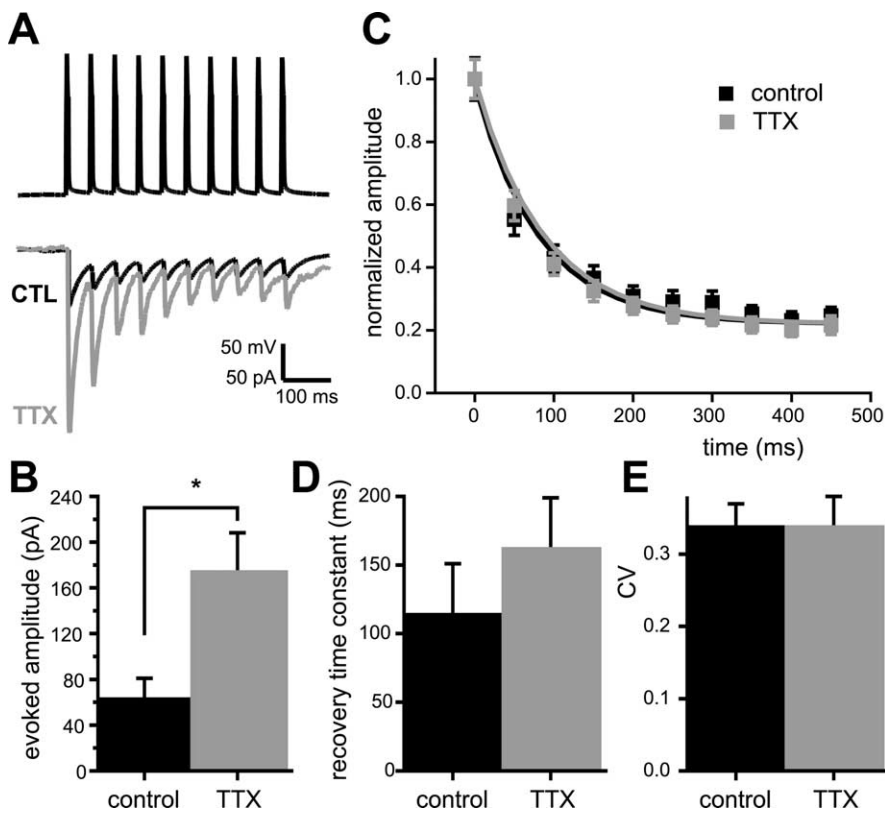 A
CTL
TTX
50 mV
50 pA
100 ms
B
evoked amplitude (pA)
240
200
160
120
80
40
0
*
control
TTX
C
normalized amplitude
1.0
0.8
0.6
0.4
0.2
0.0
control
TTX
0
100
200
300
400
500
time (ms)
D
recovery time constant (ms)
200
150
100
50
0
control
TTX
E
CV
0.3
0.2
0.1
0.0
control
TTX